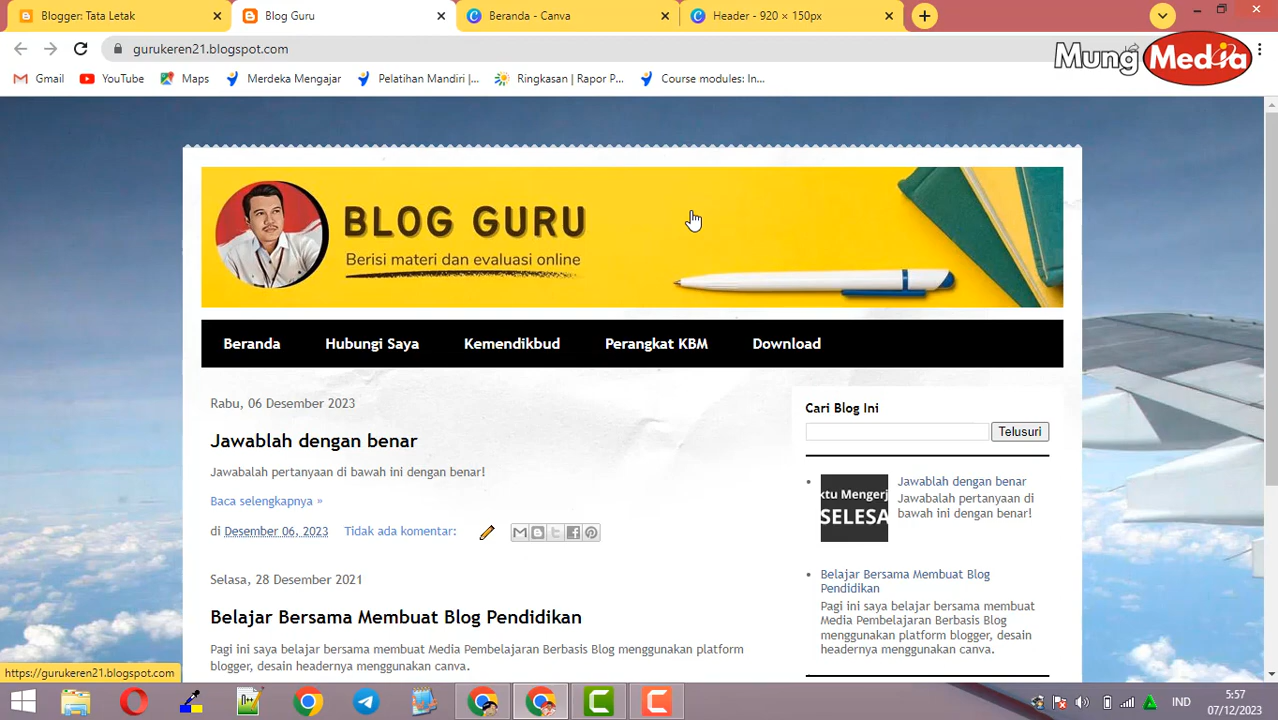 Blogger: Tata Letak
Blog Guru
Beranda - Canva
Header - 920 × 150px
gurukeren21.blogspot.com
Mung Media
Gmail
YouTube
Maps
Merdeka Mengajar
Pelatihan Mandiri |...
Ringkasan | Rapor P...
Course modules: In...
BLOG GURU
Berisi materi dan evaluasi online
Beranda
Hubungi Saya
Kemendikbud
Perangkat KBM
Download
Rabu, 06 Desember 2023
Jawablah dengan benar
Jawabalah pertanyaan di bawah ini dengan benar!
Baca selengkapnya »
di Desember 06, 2023
Tidak ada komentar:
Selasa, 28 Desember 2021
Belajar Bersama Membuat Blog Pendidikan
Pagi ini saya belajar bersama membuat Media Pembelajaran Berbasis Blog menggunakan platform
blogger, desain headernya menggunakan canva.
Cari Blog Ini
Telusuri
ktu Mengerj
SELESA
Jawablah dengan benar
Jawabalah pertanyaan di
bawah ini dengan benar!
Belajar Bersama Membuat Blog
Pendidikan
Pagi ini saya belajar bersama membuat
Media Pembelajaran Berbasis Blog
menggunakan platform blogger, desain
headernya menggunakan canva.
https://gurukeren21.blogspot.com
IND
5:57
07/12/2023